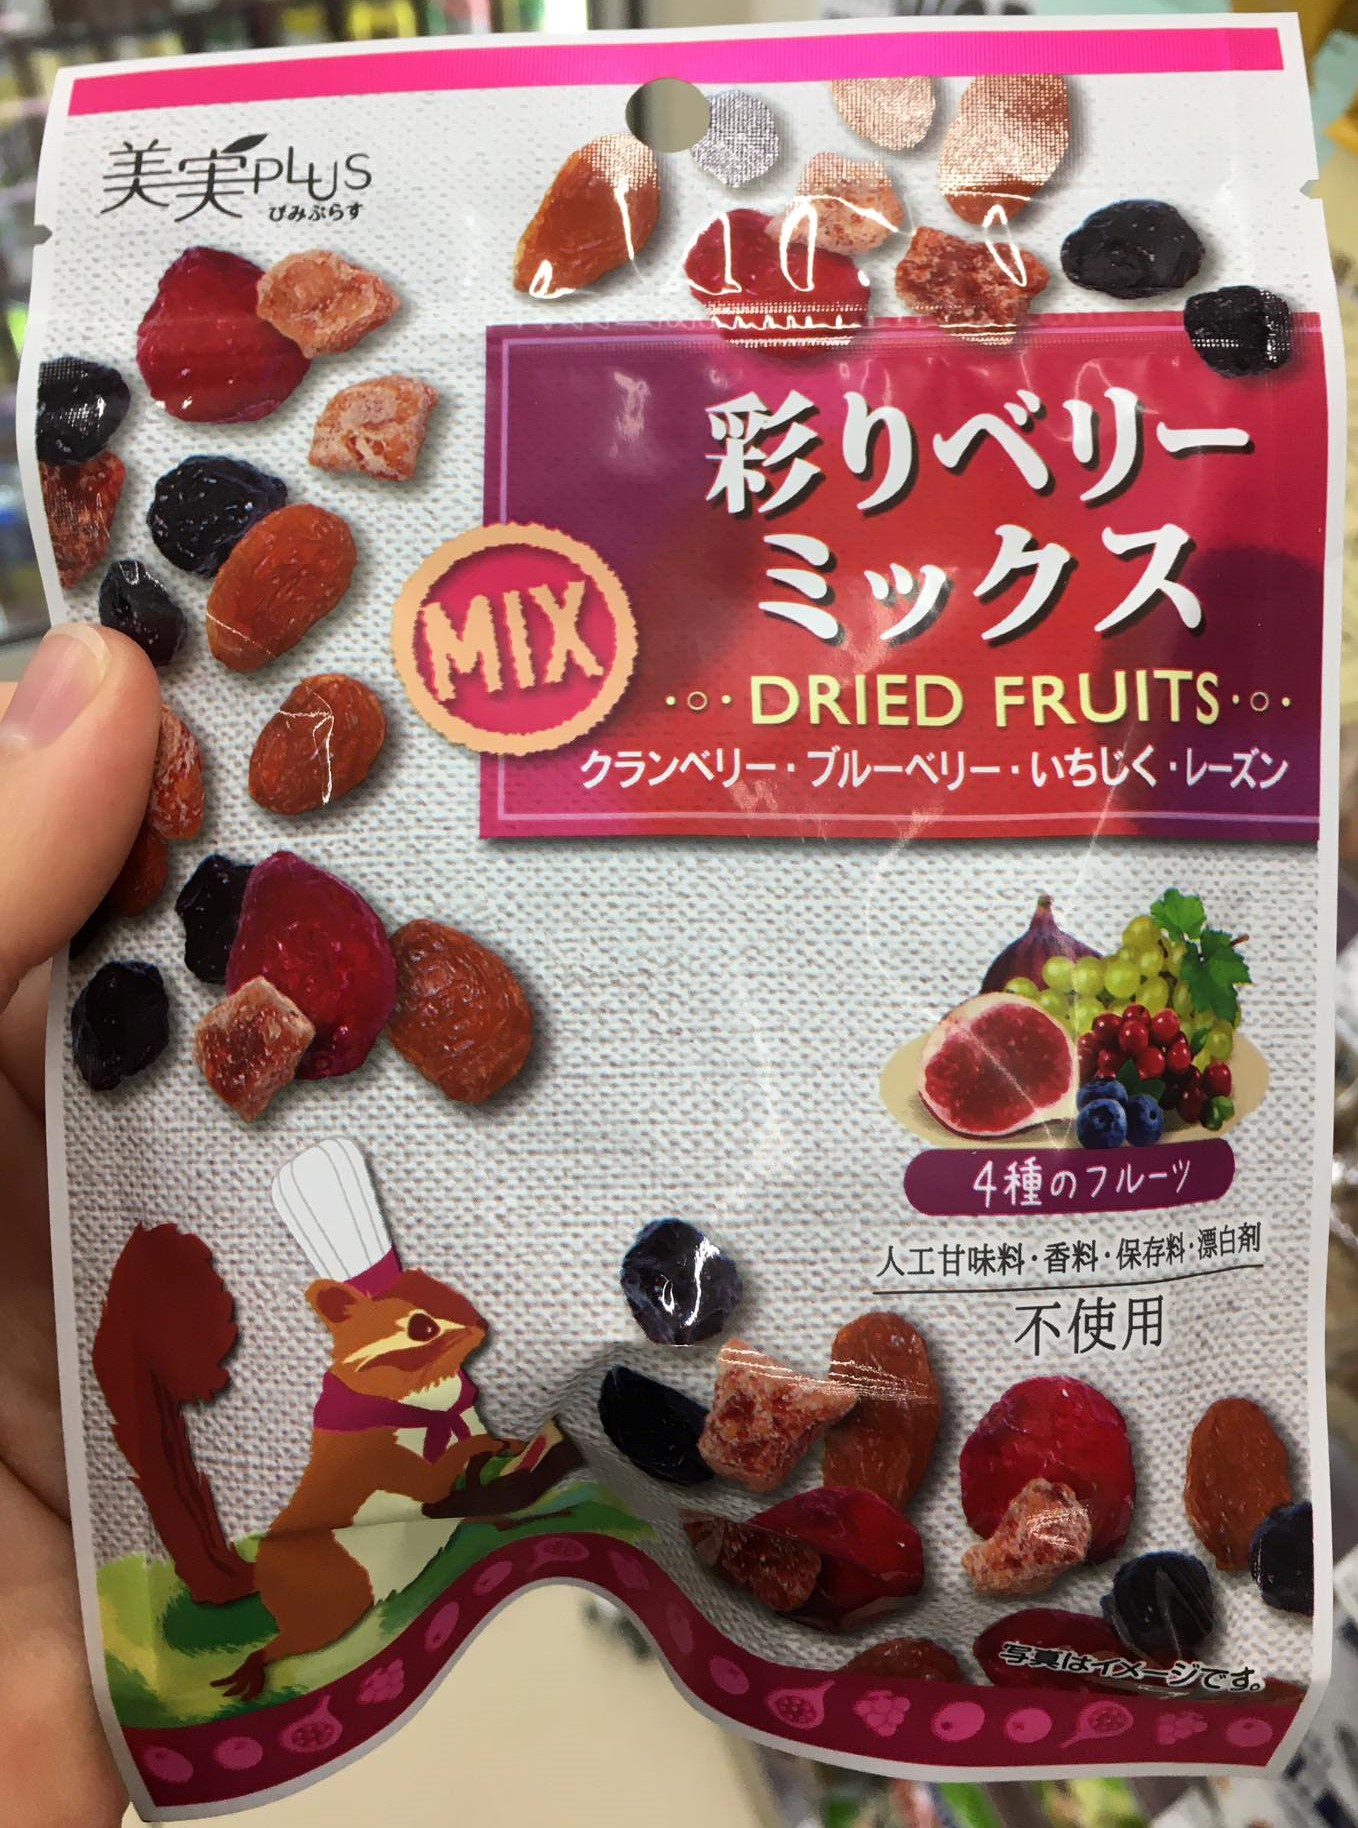 美実PLUS
びみぷらす
彩りベリー
ミックス
MIX
DRIED FRUITS
クランベリー・ブルーベリー・いちじく・レーズン
4種のフルーツ
人工甘味料・香料・保存料・漂白剤
不使用
写真はイメージです。